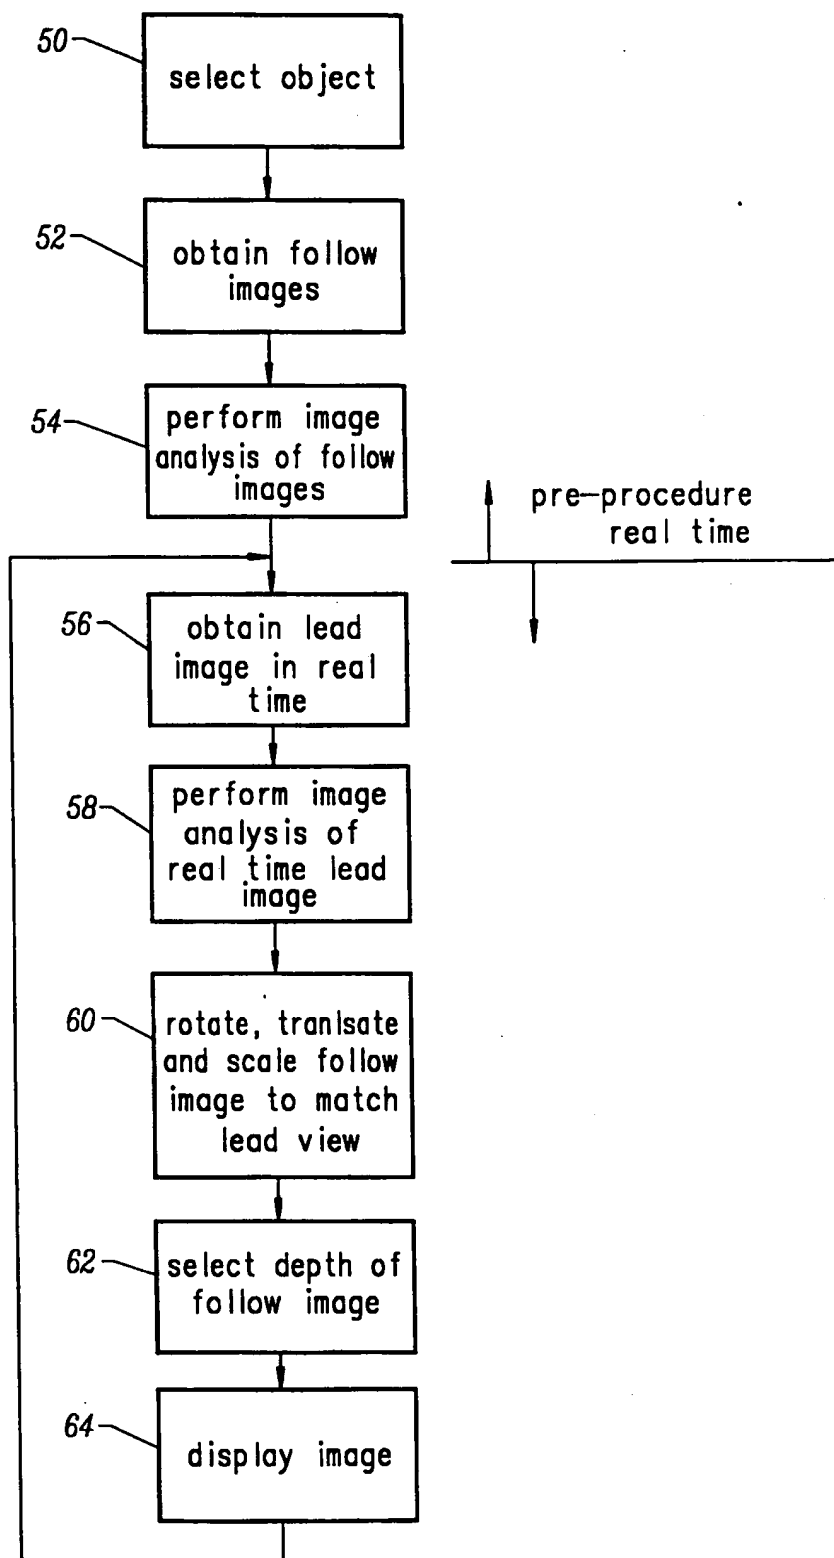 50
select object
52
obtain follow
images
54
perform image
analysis of follow
images
pre-procedure
real time
56
obtain lead
image in real
time
58
perform image
analysis of
real time lead
image
60
rotate, tranlsate
and scale follow
image to match
lead view
62
select depth of
follow image
64
display image